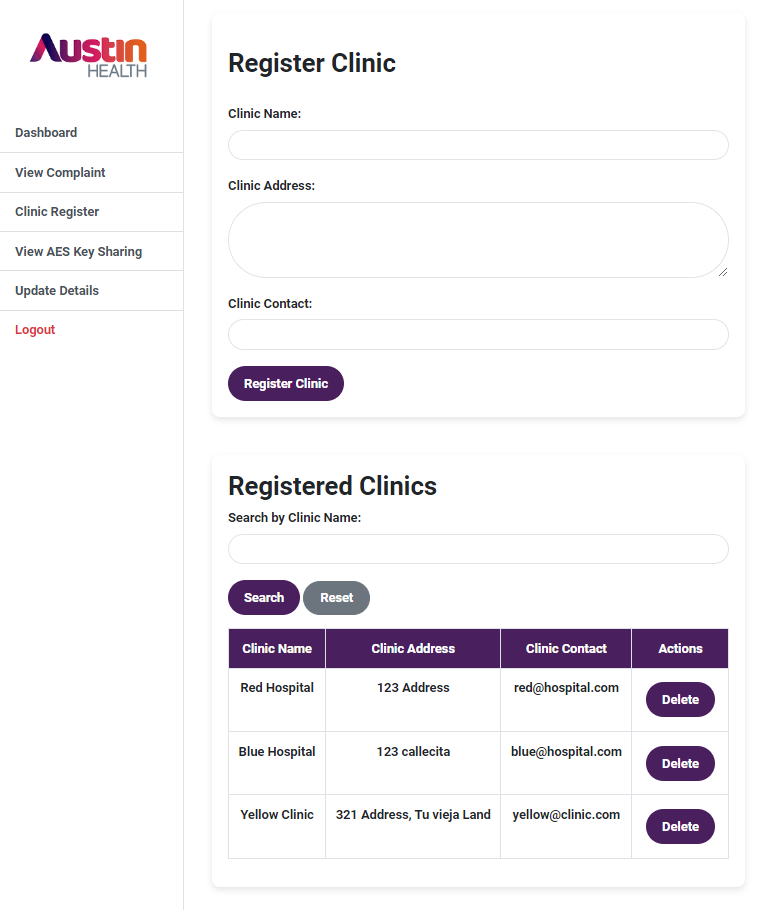 Austin
HEALTH
Dashboard
View Complaint
Clinic Register
View AES Key Sharing
Update Details
Logout
Register Clinic
Clinic Name:
Clinic Address:
Clinic Contact:
Register Clinic
Registered Clinics
Search by Clinic Name:
Search Reset
Clinic Name Clinic Address Clinic Contact Actions
Red Hospital 123 Address red@hospital.com Delete
Blue Hospital 123 callecita blue@hospital.com Delete
Yellow Clinic 321 Address, Tu vieja Land yellow@clinic.com Delete